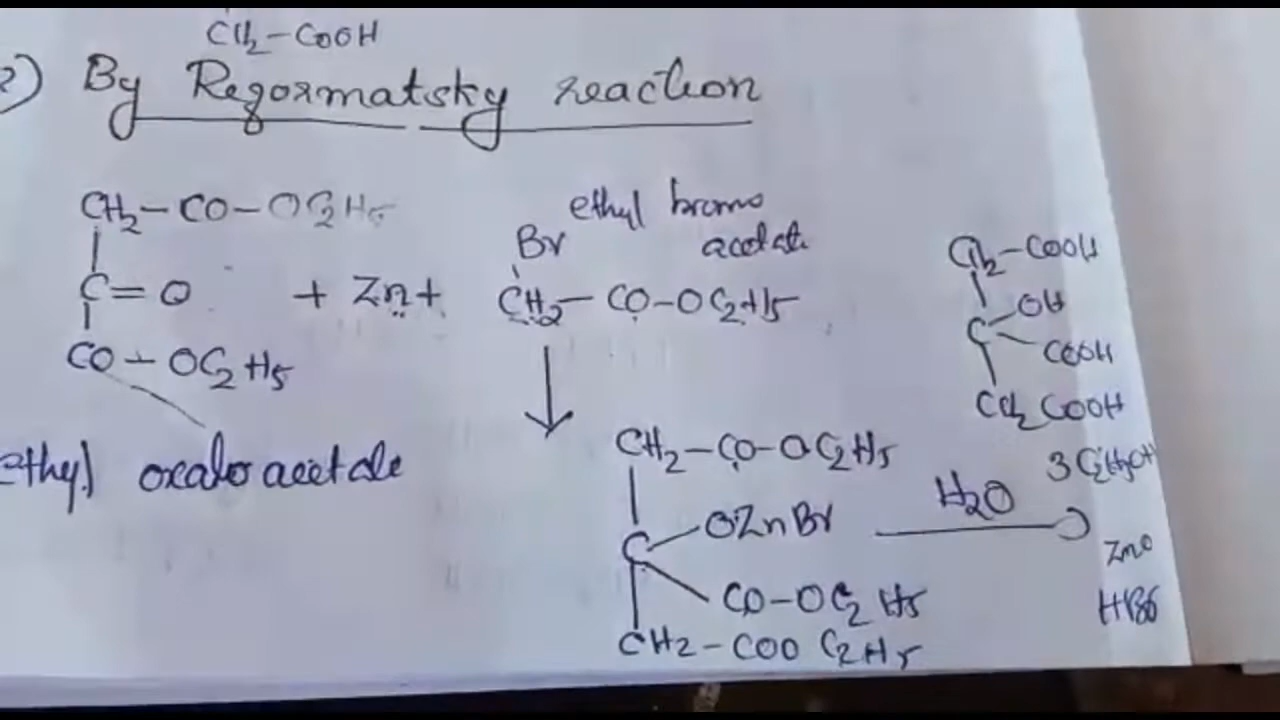 CH2-COOH
2) By Regormatsky reaction
CH2-CO-OC2H5
C=O
CO-OC2H5
+ Zn+
ethyl bromo
acetate
Br
CH2-CO-OC2H5
ethyl oxalo acetate
CH2-CO-OC2H5
C
OZnBr
CO-OC2H5
CH2-COO C2H5
H2O
CH2-COOH
OH
C
COOH
CH2 COOH
3 C2H5OH
ZnO